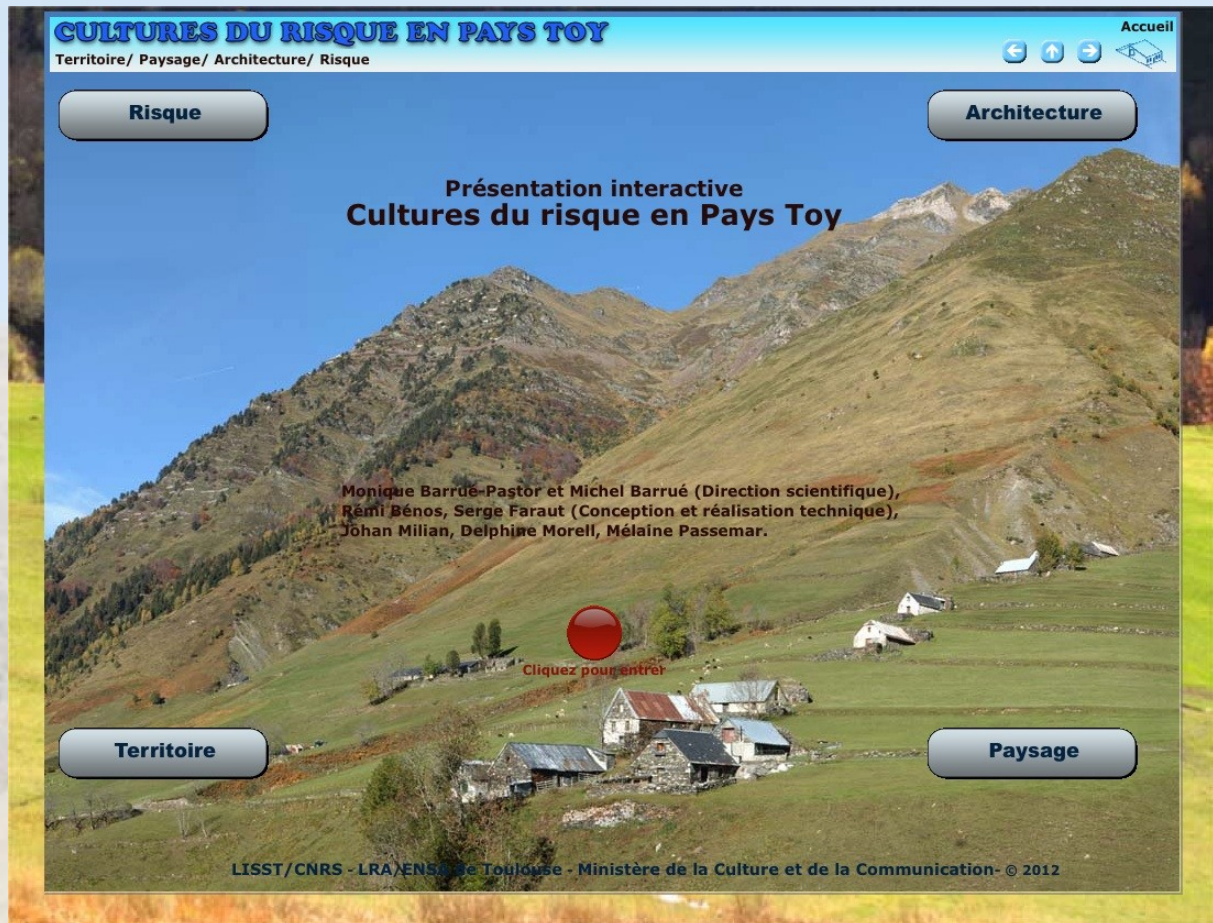 CULTURES DU RISQUE EN PAYS TOY
Territoire/ Paysage/ Architecture/ Risque
Accueil
Risque
Architecture
Présentation interactive
Cultures du risque en Pays Toy
Monique Barrué-Pastor et Michel Barrué (Direction scientifique),
Rémi Bénos, Serge Faraut (Conception et réalisation technique),
Johan Milian, Delphine Morell, Mélaïne Passemar.
Cliquez pour entrer
Territoire
Paysage
LISST/CNRS - LRA/ENSA de Toulouse - Ministère de la Culture et de la Communication- © 2012